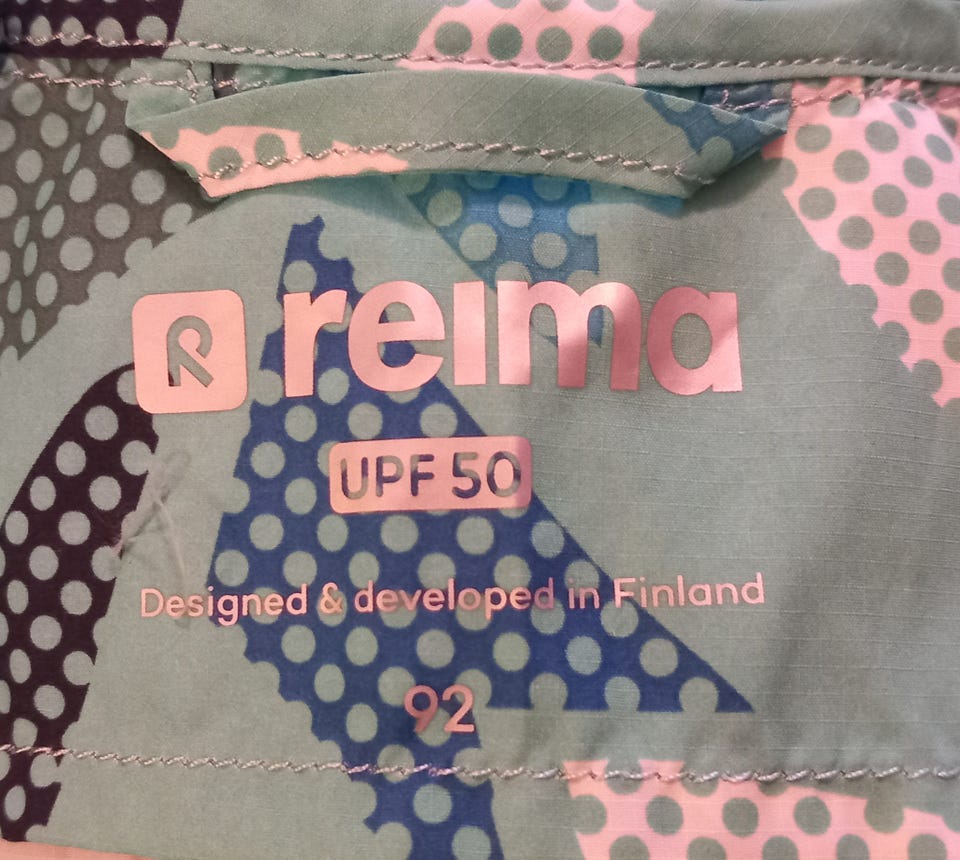 R reima
UPF 50
Designed & developed in Finland
92